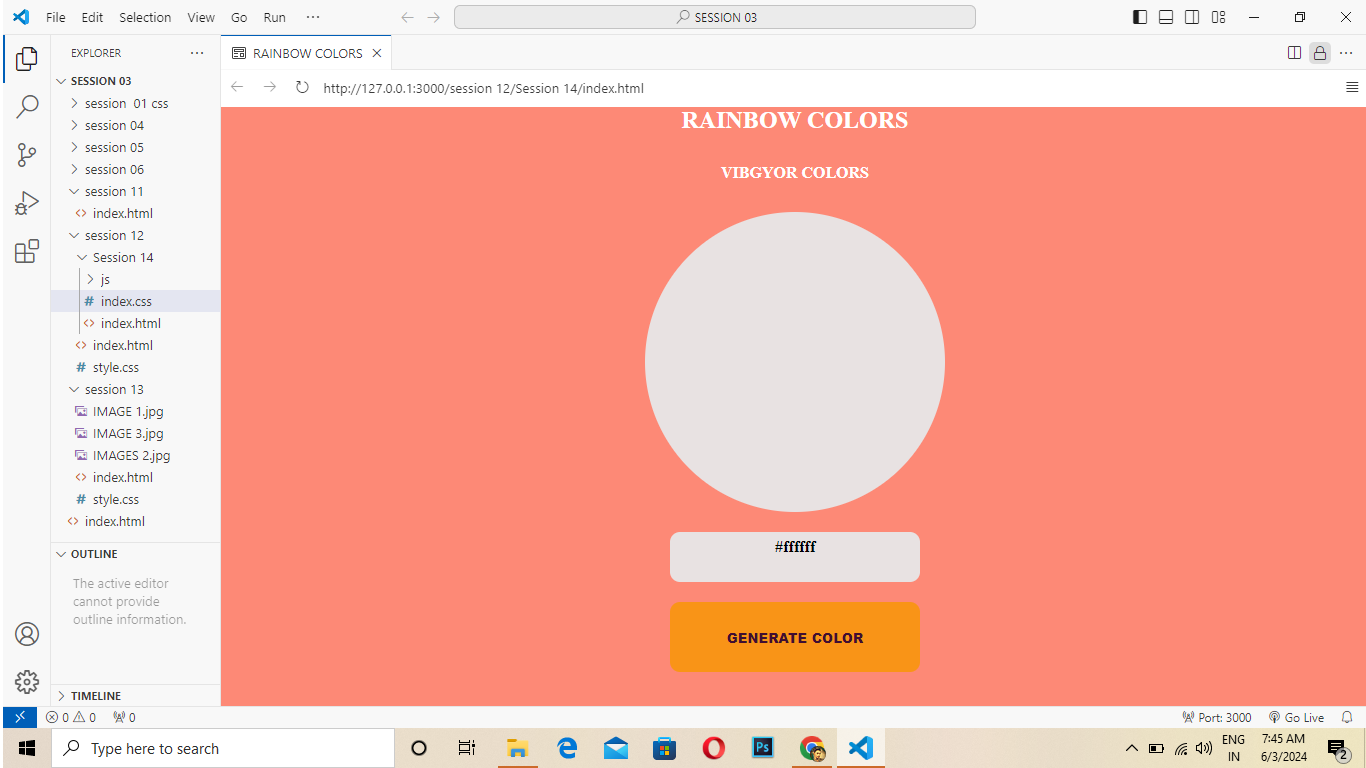 File Edit Selection View Go Run ···
SESSION 03
EXPLORER
RAINBOW COLORS
SESSION 03
http://127.0.0.1:3000/session 12/Session 14/index.html
session 01 css
session 04
session 05
session 06
session 11
index.html
session 12
Session 14
js
index.css
index.html
index.html
style.css
session 13
IMAGE 1.jpg
IMAGE 3.jpg
IMAGES 2.jpg
index.html
style.css
index.html
OUTLINE
The active editor
cannot provide
outline information.
TIMELINE
RAINBOW COLORS
VIBGYOR COLORS
#ffffff
GENERATE COLOR
0 0 0
Port: 3000 Go Live
Type here to search
Ps
ENG
IN
7:45 AM
6/3/2024
2